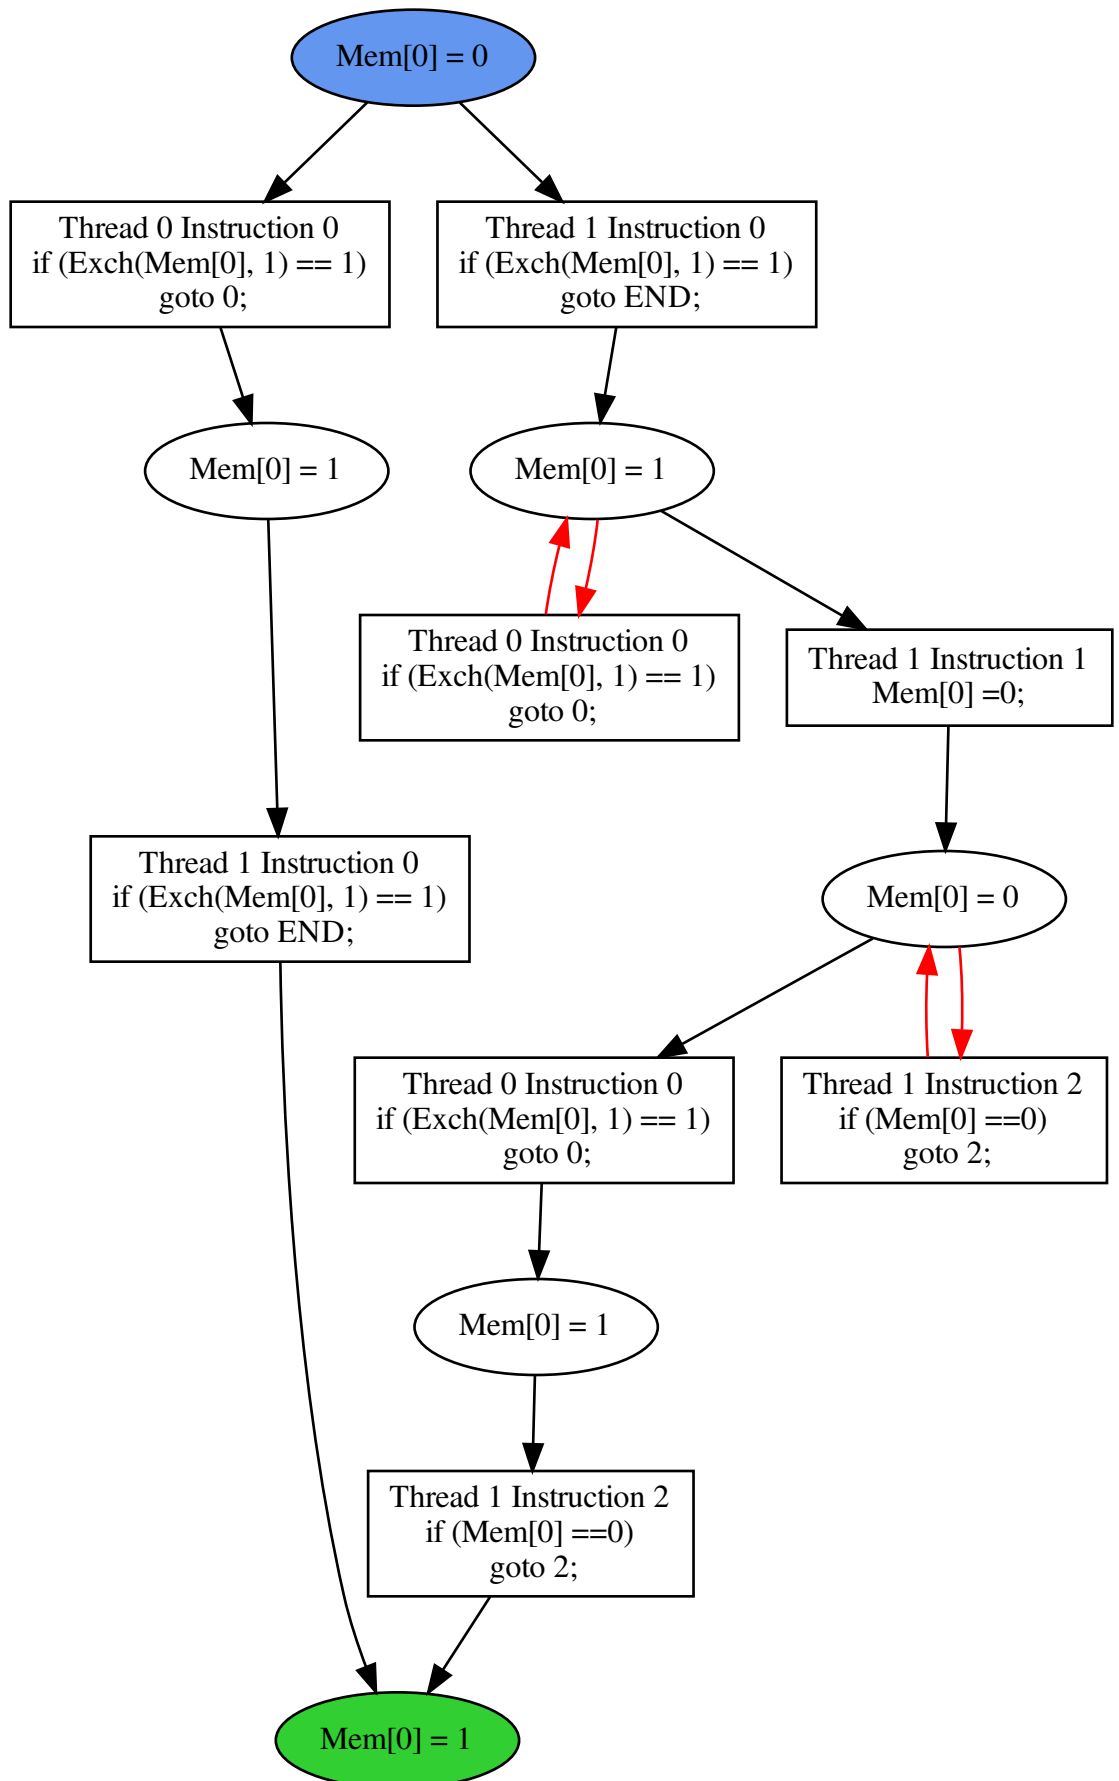 Mem[0] = 0
Thread 0 Instruction 0
if (Exch(Mem[0], 1) == 1)
goto 0;
Thread 1 Instruction 0
if (Exch(Mem[0], 1) == 1)
goto END;
Mem[0] = 1
Mem[0] = 1
Thread 0 Instruction 0
if (Exch(Mem[0], 1) == 1)
goto 0;
Thread 1 Instruction 1
Mem[0] =0;
Thread 1 Instruction 0
if (Exch(Mem[0], 1) == 1)
goto END;
Mem[0] = 0
Thread 0 Instruction 0
if (Exch(Mem[0], 1) == 1)
goto 0;
Thread 1 Instruction 2
if (Mem[0] ==0)
goto 2;
Mem[0] = 1
Thread 1 Instruction 2
if (Mem[0] ==0)
goto 2;
Mem[0] = 1